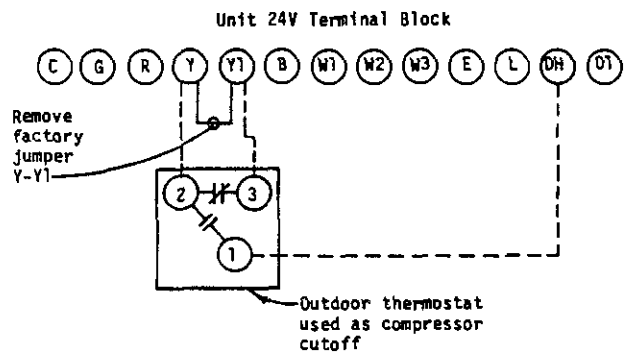 Unit 24V Terminal Block
C G R Y Y1 B W1 W2 W3 E L DH D1
Remove
factory
jumper
Y-Y1
2 3
1
Outdoor thermostat
used as compressor
cutoff